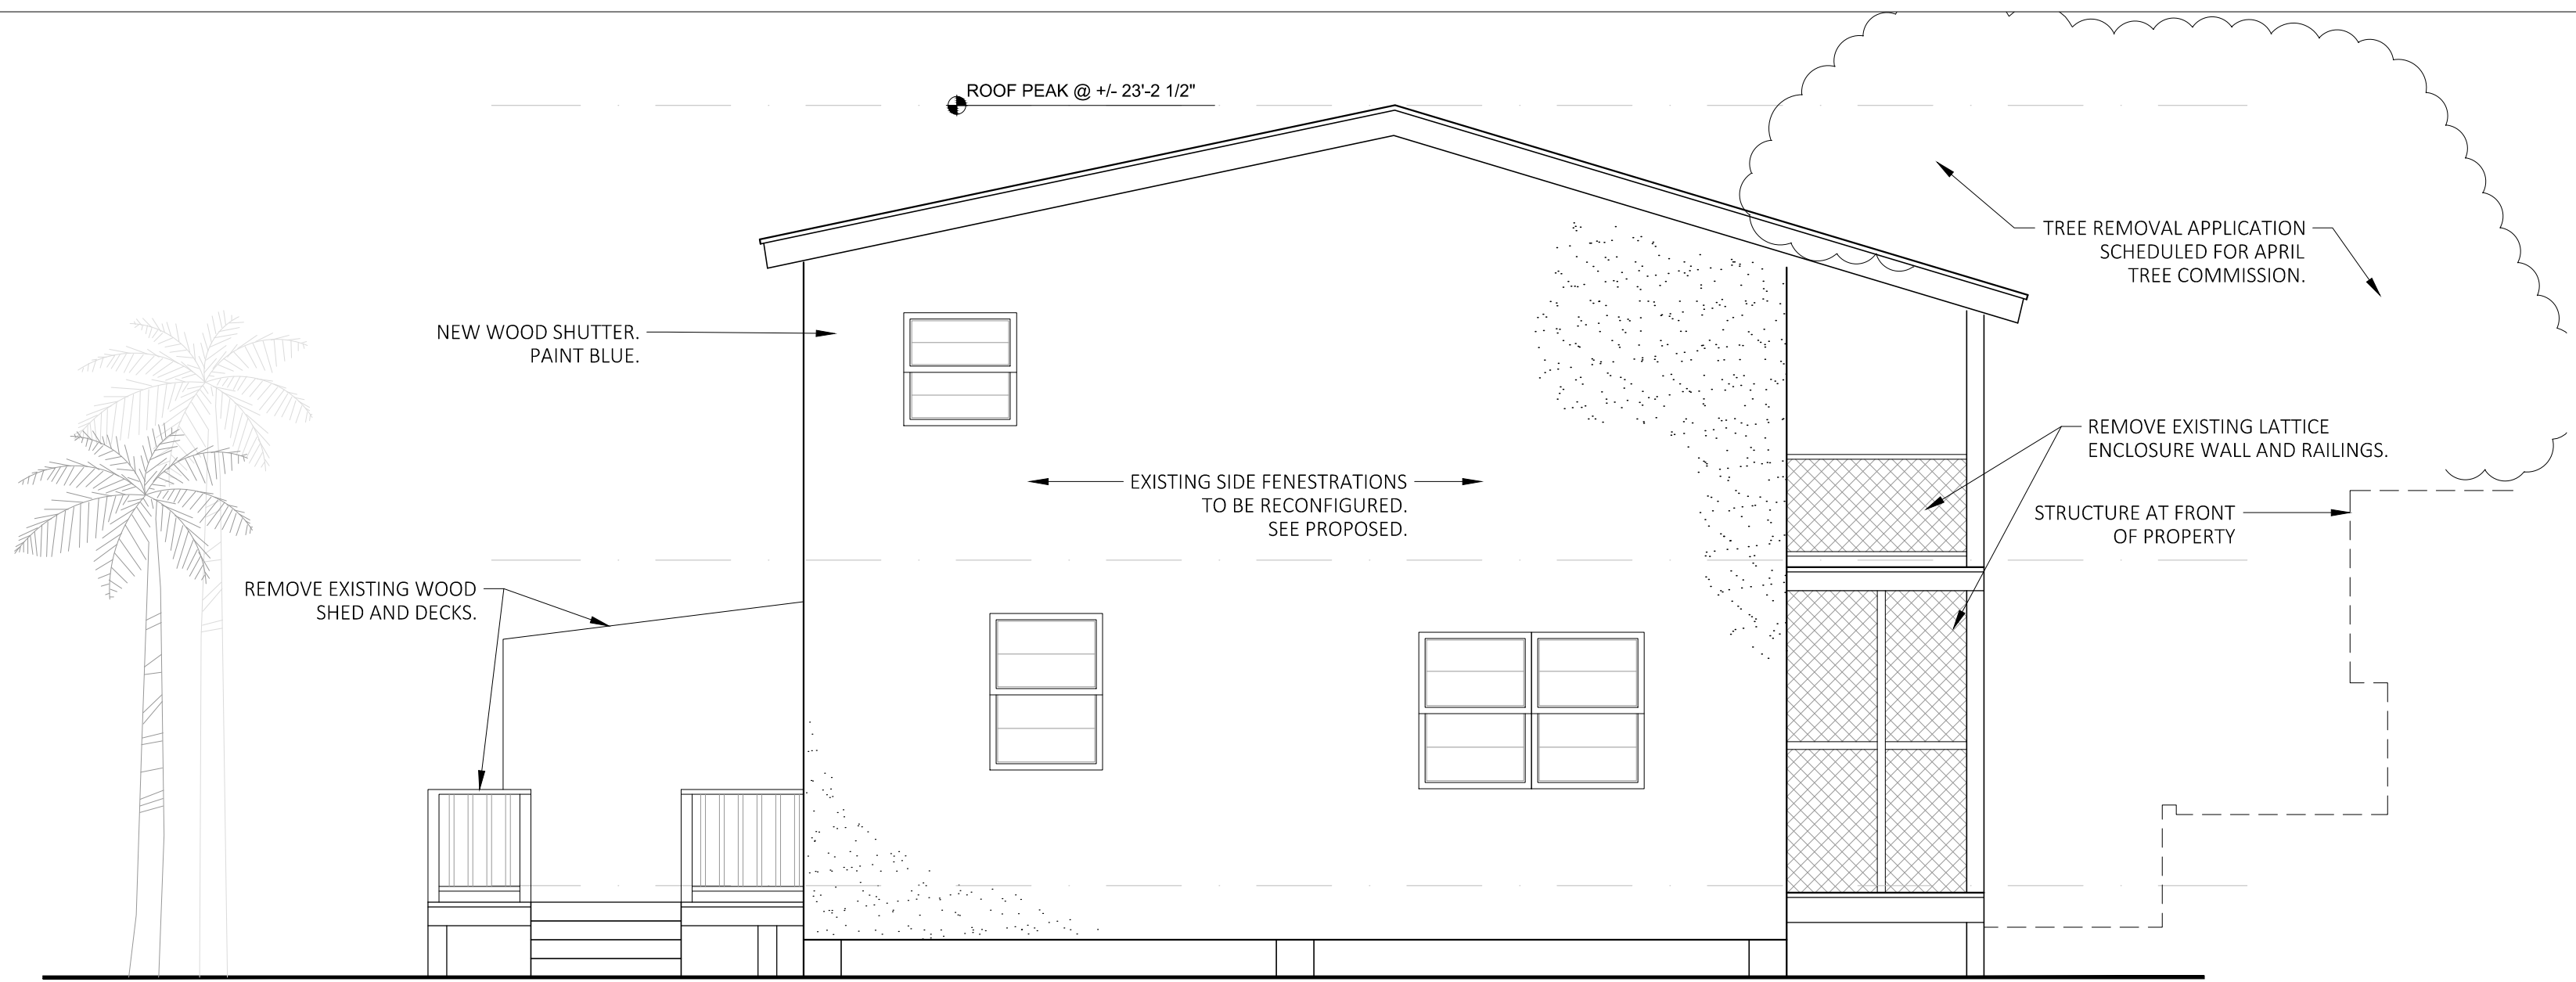 ROOF PEAK @ +/- 23'-2 1/2"
TREE REMOVAL APPLICATION
SCHEDULED FOR APRIL
TREE COMMISSION.
NEW WOOD SHUTTER.
PAINT BLUE.
REMOVE EXISTING LATTICE
ENCLOSURE WALL AND RAILINGS.
EXISTING SIDE FENESTRATIONS
TO BE RECONFIGURED.
SEE PROPOSED.
STRUCTURE AT FRONT
OF PROPERTY
REMOVE EXISTING WOOD
SHED AND DECKS.